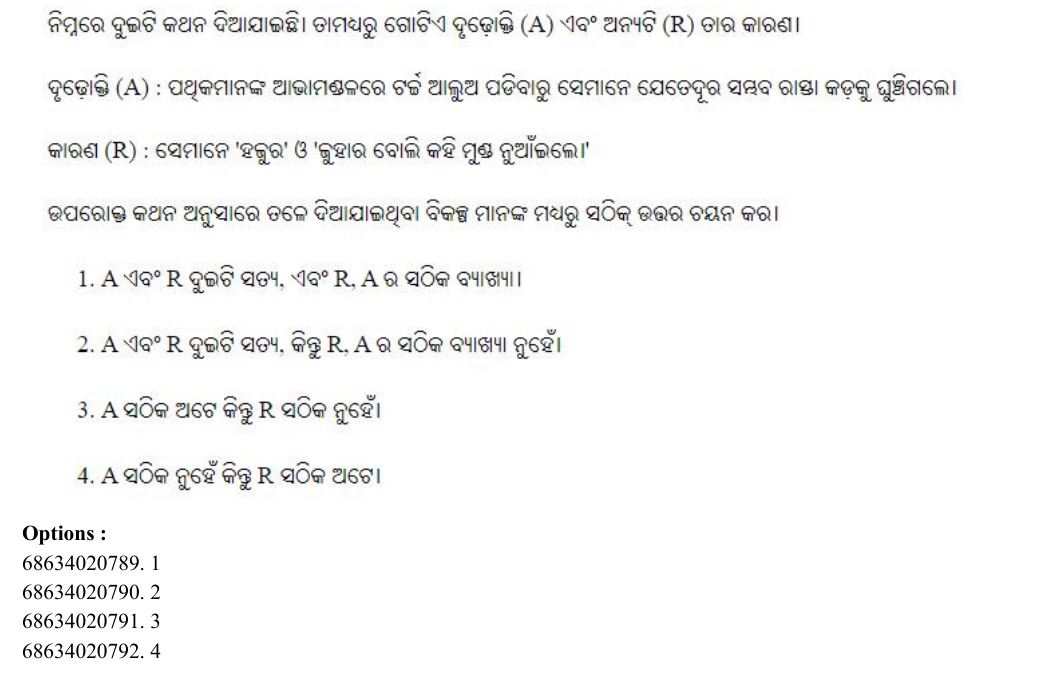 ନିମ୍ନରେ ଦୁଇଟି କଥନ ଦିଆଯାଇଛି। ତାମଧ୍ୟରୁ ଗୋଟିଏ ଦୃଢ଼ୋକ୍ତି (A) ଏବଂ ଅନ୍ୟଟି (R) ତାର କାରଣ।
ଦୃଢ଼ୋକ୍ତି (A) : ପଥିକମାନଙ୍କ ଆଭାମଣ୍ଡଳରେ ଟର୍ଚ୍ଚ ଆଲୁଅ ପଡିବାରୁ ସେମାନେ ଯେତେଦୂର ସମ୍ଭବ ରାସ୍ତା କଡ଼କୁ ଘୁଞ୍ଚିଗଲେ।
କାରଣ (R) : ସେମାନେ 'ହଜୁର' ଓ 'ଜୁହାର ବୋଲି କହି ମୁଣ୍ଡ ନୁଆଁଇଲେ।'
ଉପରୋକ୍ତ କଥନ ଅନୁସାରେ ତଳେ ଦିଆଯାଇଥିବା ବିକଳ୍ପ ମାନଙ୍କ ମଧ୍ୟରୁ ସଠିକ୍ ଉତ୍ତର ଚୟନ କର।
1. A ଏବଂ R ଦୁଇଟି ସତ୍ୟ, ଏବଂ R, A ର ସଠିକ ବ୍ୟାଖ୍ୟା।
2. A ଏବଂ R ଦୁଇଟି ସତ୍ୟ, କିନ୍ତୁ R, A ର ସଠିକ ବ୍ୟାଖ୍ୟା ନୁହେଁ।
3. A ସଠିକ ଅଟେ କିନ୍ତୁ R ସଠିକ ନୁହେଁ।
4. A ସଠିକ ନୁହେଁ କିନ୍ତୁ R ସଠିକ ଅଟେ।
Options :
68634020789. 1
68634020790. 2
68634020791. 3
68634020792. 4